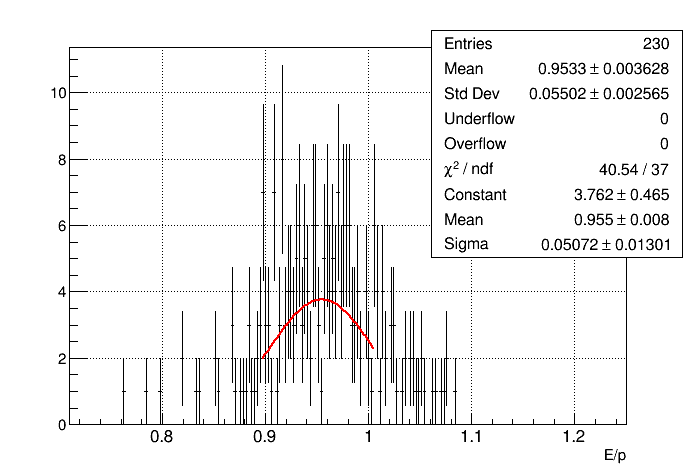 Entries 230
Mean 0.9533 ± 0.003628
Std Dev 0.05502 ± 0.002565
Underflow 0
Overflow 0
χ² / ndf 40.54 / 37
Constant 3.762 ± 0.465
Mean 0.955 ± 0.008
Sigma 0.05072 ± 0.01301
10
8
6
4
2
0
0.8 0.9 1 1.1 1.2
E/p